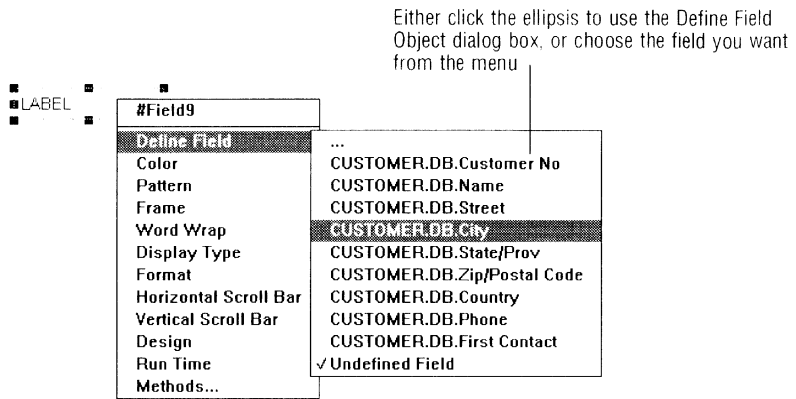 Either click the ellipsis to use the Define Field
Object dialog box, or choose the field you want
from the menu
LABEL
#Field9
Define Field
Color
Pattern
Frame
Word Wrap
Display Type
Format
Horizontal Scroll Bar
Vertical Scroll Bar
Design
Run Time
Methods...
...
CUSTOMER.DB.Customer No
CUSTOMER.DB.Name
CUSTOMER.DB.Street
CUSTOMER.DB.City
CUSTOMER.DB.State/Prov
CUSTOMER.DB.Zip/Postal Code
CUSTOMER.DB.Country
CUSTOMER.DB.Phone
CUSTOMER.DB.First Contact
✓Undefined Field